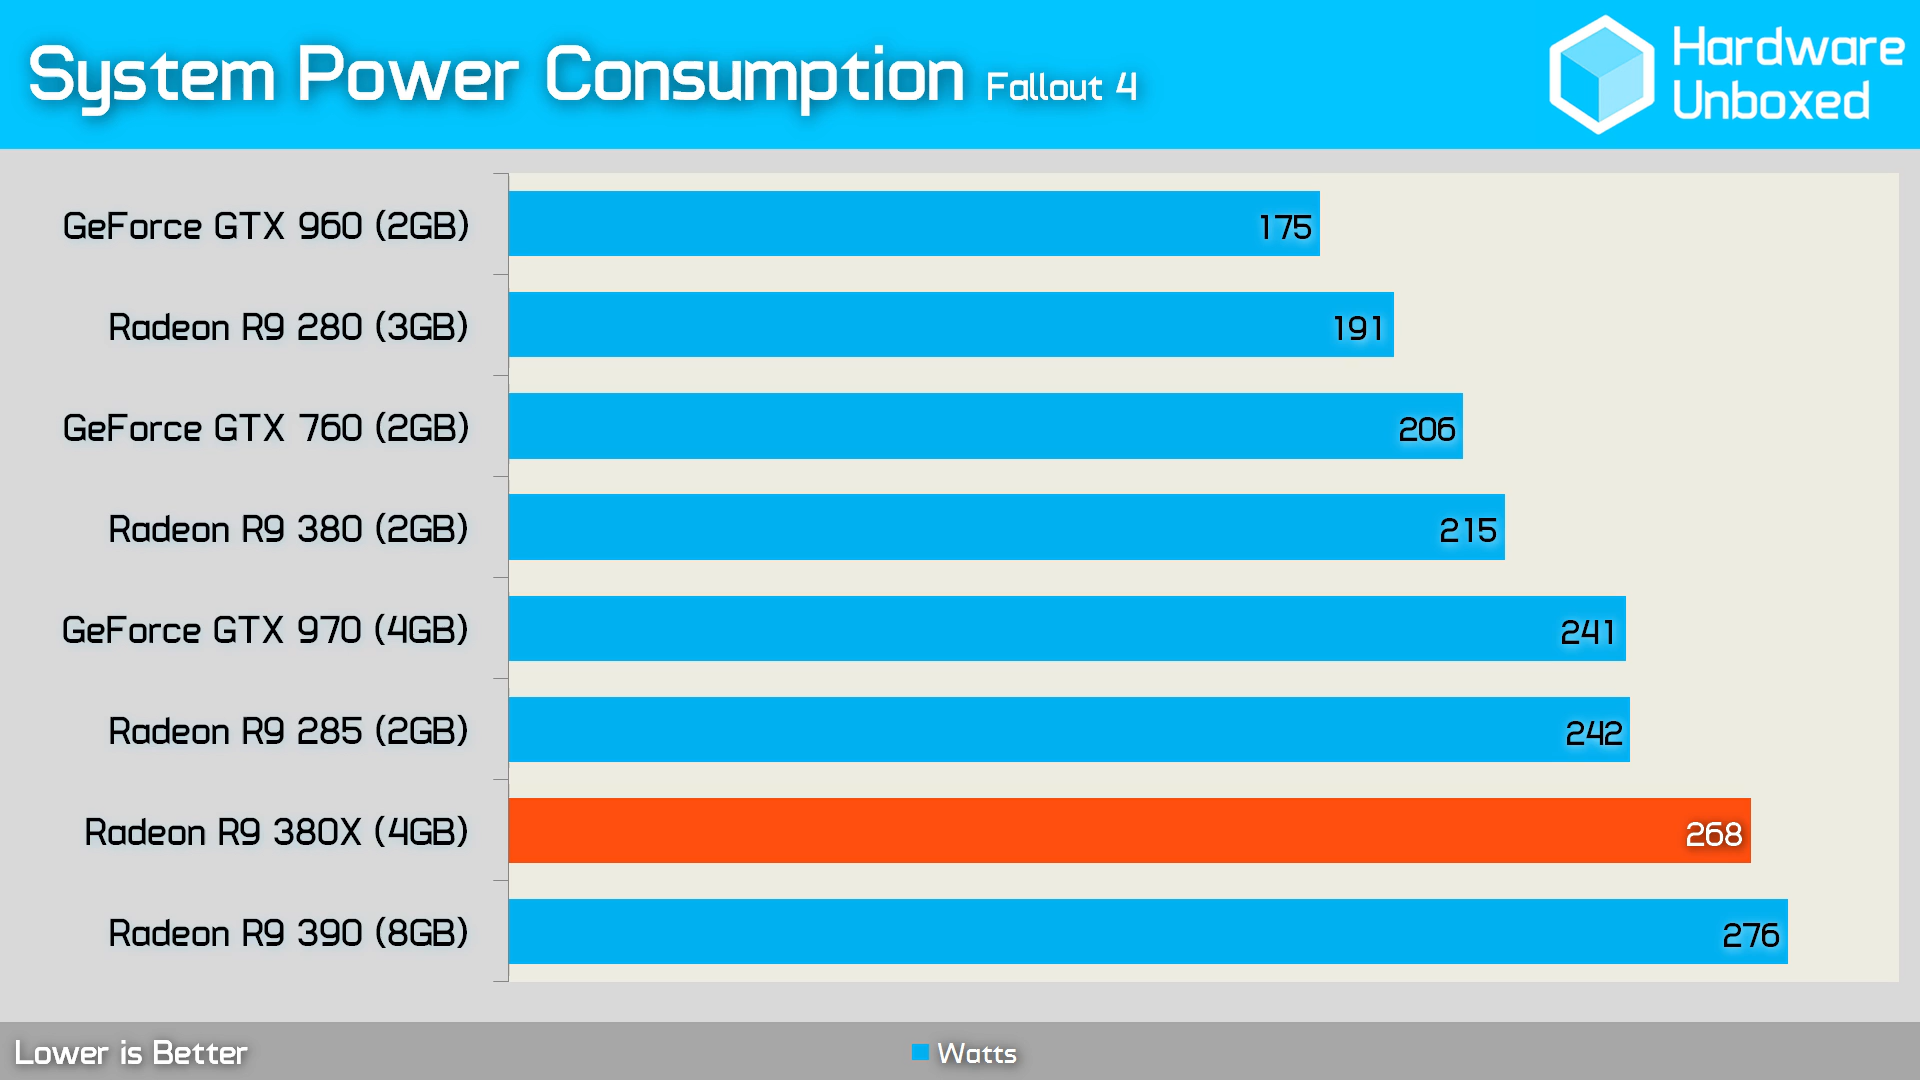 System Power Consumption Fallout 4
Hardware
Unboxed
GeForce GTX 960 (2GB) 175
Radeon R9 280 (3GB) 191
GeForce GTX 760 (2GB) 206
Radeon R9 380 (2GB) 215
GeForce GTX 970 (4GB) 241
Radeon R9 285 (2GB) 242
Radeon R9 380X (4GB) 268
Radeon R9 390 (8GB) 276
Lower is Better
Watts